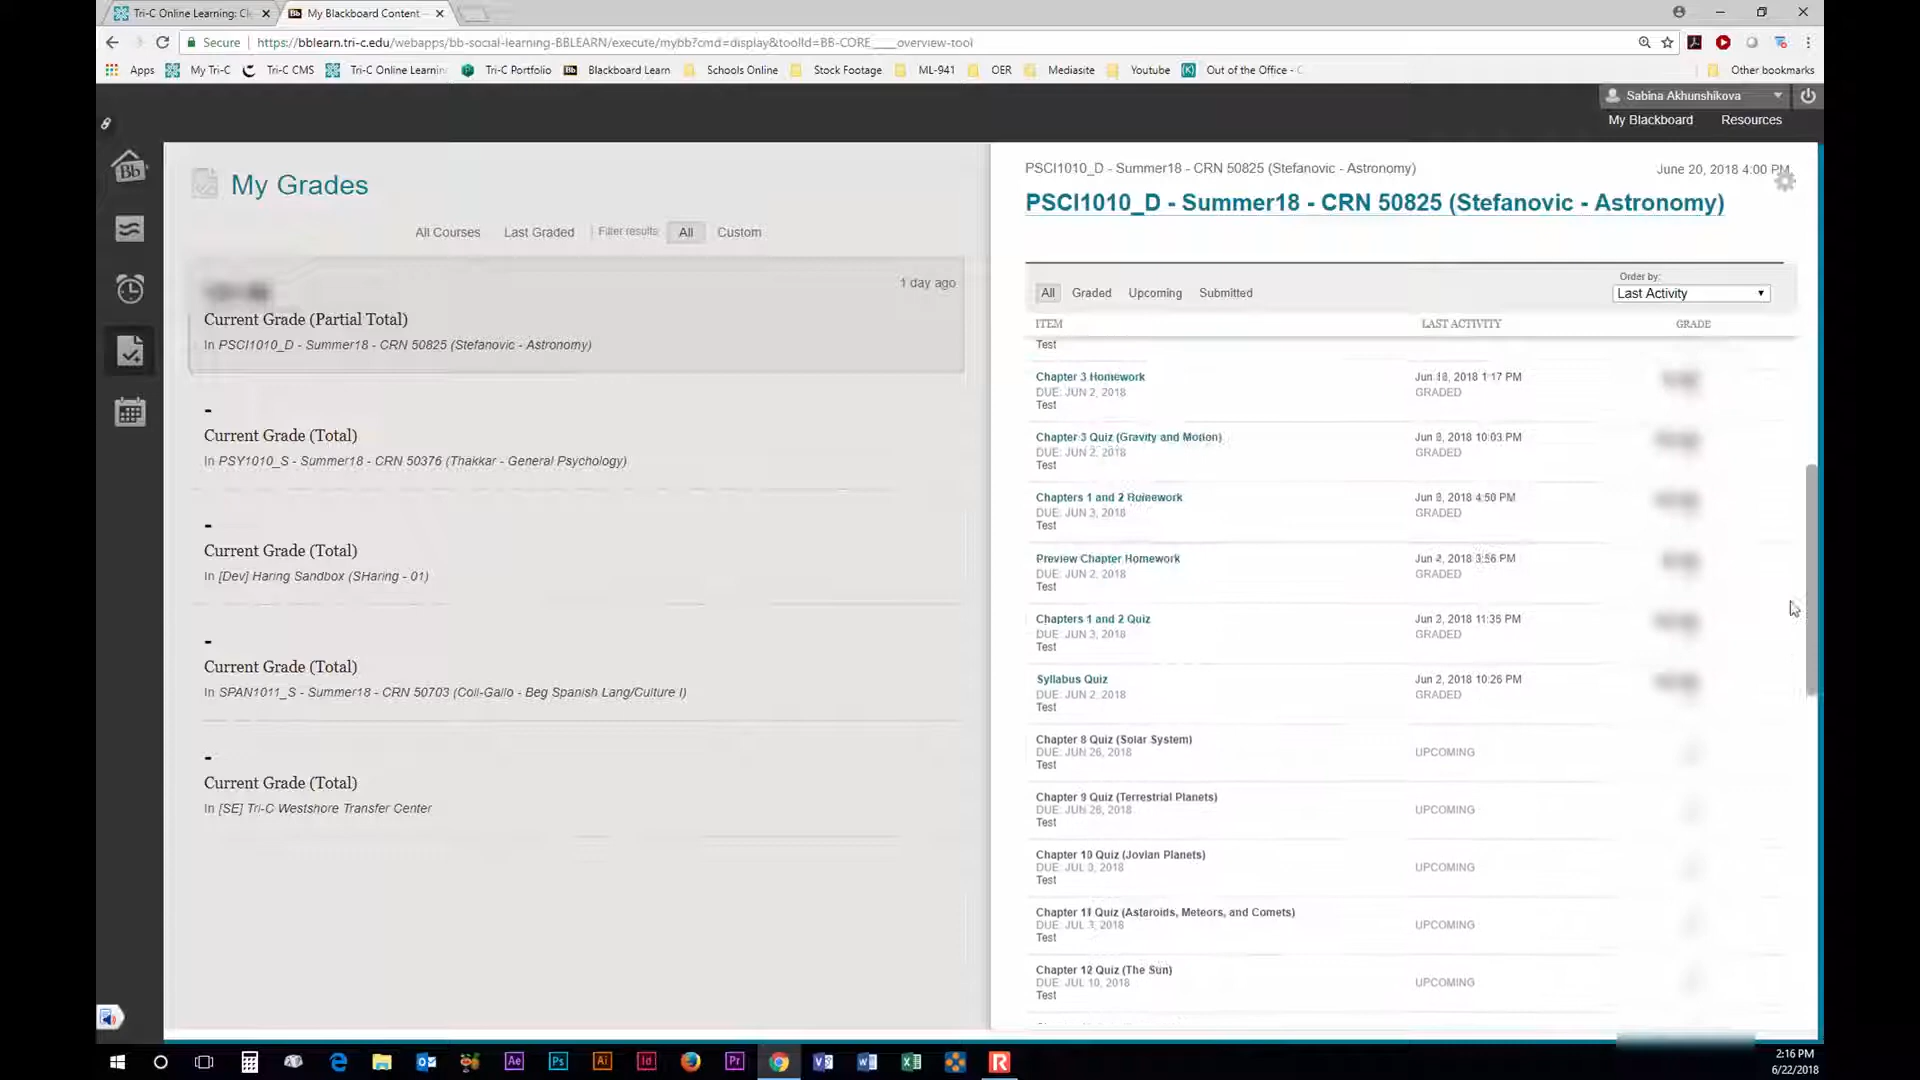 Tri-C Online Learning: Cl
My Blackboard Content
Secure
https://bblearn.tri-c.edu/webapps/bb-social-learning-BBLEARN/execute/mybb?cmd=display&toolId=BB-CORE____overview-tool
Apps My Tri-C Tri-C CMS Tri-C Online Learnin Tri-C Portfolio Blackboard Learn Schools Online Stock Footage ML-941 OER Mediasite Youtube Out of the Office - C Other bookmarks
Sabina Akhunshikova
My Blackboard Resources
My Grades
All Courses Last Graded Filter results: All Custom
1 day ago
Current Grade (Partial Total)
In PSCI1010_D - Summer18 - CRN 50825 (Stefanovic - Astronomy)
-
Current Grade (Total)
In PSY1010_S - Summer18 - CRN 50376 (Thakkar - General Psychology)
-
Current Grade (Total)
In [Dev] Haring Sandbox (SHaring - 01)
-
Current Grade (Total)
In SPAN1011_S - Summer18 - CRN 50703 (Coll-Gallo - Beg Spanish Lang/Culture I)
-
Current Grade (Total)
In [SE] Tri-C Westshore Transfer Center
PSCI1010_D - Summer18 - CRN 50825 (Stefanovic - Astronomy) June 20, 2018 4:00 PM
PSCI1010_D - Summer18 - CRN 50825 (Stefanovic - Astronomy)
Order by:
All Graded Upcoming Submitted Last Activity
ITEM LAST ACTIVITY GRADE
Test
Chapter 3 Homework Jun 2018 1:17 PM
DUE: JUN 2, 2018 GRADED
Test
Chapter 3 Quiz (Gravity and Motion) Jun 2018 10:03 PM
DUE: JUN 2, 2018 GRADED
Test
Chapters 1 and 2 Homework Jun 2018 4:50 PM
DUE: JUN 3, 2018 GRADED
Test
Preview Chapter Homework Jun 2018 3:56 PM
DUE: JUN 2, 2018 GRADED
Test
Chapters 1 and 2 Quiz Jun 2018 11:35 PM
DUE: JUN 3, 2018 GRADED
Test
Syllabus Quiz Jun 2, 2018 10:26 PM
DUE: JUN 2, 2018 GRADED
Test
Chapter 8 Quiz (Solar System)
DUE: JUN 26, 2018 UPCOMING
Test
Chapter 9 Quiz (Terrestrial Planets)
DUE: JUN 26, 2018 UPCOMING
Test
Chapter 10 Quiz (Jovian Planets)
DUE: JUL 2018 UPCOMING
Test
Chapter 11 Quiz (Asteroids, Meteors, and Comets)
DUE: JUL 3, 2018 UPCOMING
Test
Chapter 12 Quiz (The Sun)
DUE: JUL 10, 2018 UPCOMING
Test
2:16 PM
6/22/2018